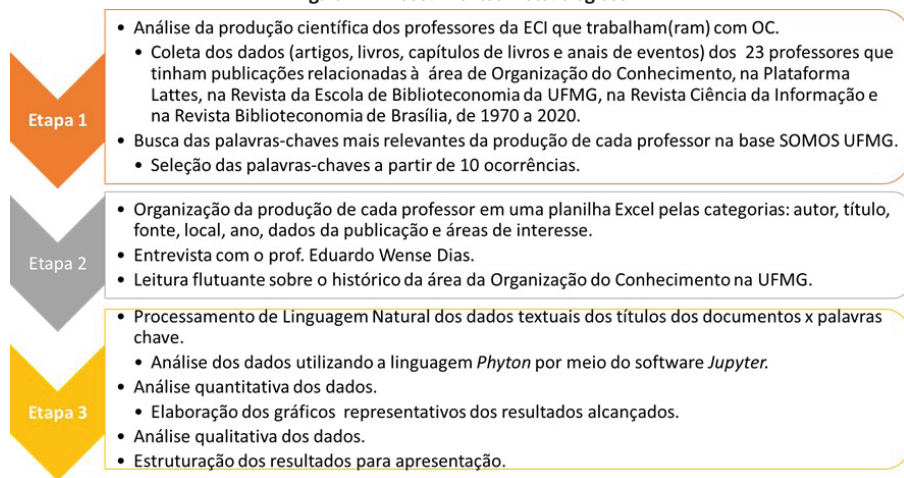 • Análise da produção científica dos professores da ECI que trabalham(ram) com OC.
• Coleta dos dados (artigos, livros, capítulos de livros e anais de eventos) dos 23 professores que
tinham publicações relacionadas à área de Organização do Conhecimento, na Plataforma
Lattes, na Revista da Escola de Biblioteconomia da UFMG, na Revista Ciência da Informação e
na Revista Biblioteconomia de Brasília, de 1970 a 2020.
Etapa 1
• Busca das palavras-chaves mais relevantes da produção de cada professor na base SOMOS UFMG.
• Seleção das palavras-chaves a partir de 10 ocorrências.
• Organização da produção de cada professor em uma planilha Excel pelas categorias: autor, título,
fonte, local, ano, dados da publicação e áreas de interesse.
Etapa 2
• Entrevista com o prof. Eduardo Wense Dias.
• Leitura flutuante sobre o histórico da área da Organização do Conhecimento na UFMG.
• Processamento de Linguagem Natural dos dados textuais dos títulos dos documentos x palavras
chave.
• Análise dos dados utilizando a linguagem Phyton por meio do software Jupyter.
• Análise quantitativa dos dados.
Etapa 3
• Elaboração dos gráficos representativos dos resultados alcançados.
• Análise qualitativa dos dados.
• Estruturação dos resultados para apresentação.